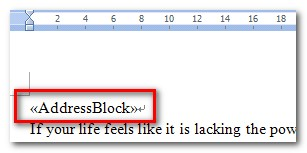 2 4 6 8 10 12 14 16 18
«AddressBlock»
If your life feels like it is lacking the pow